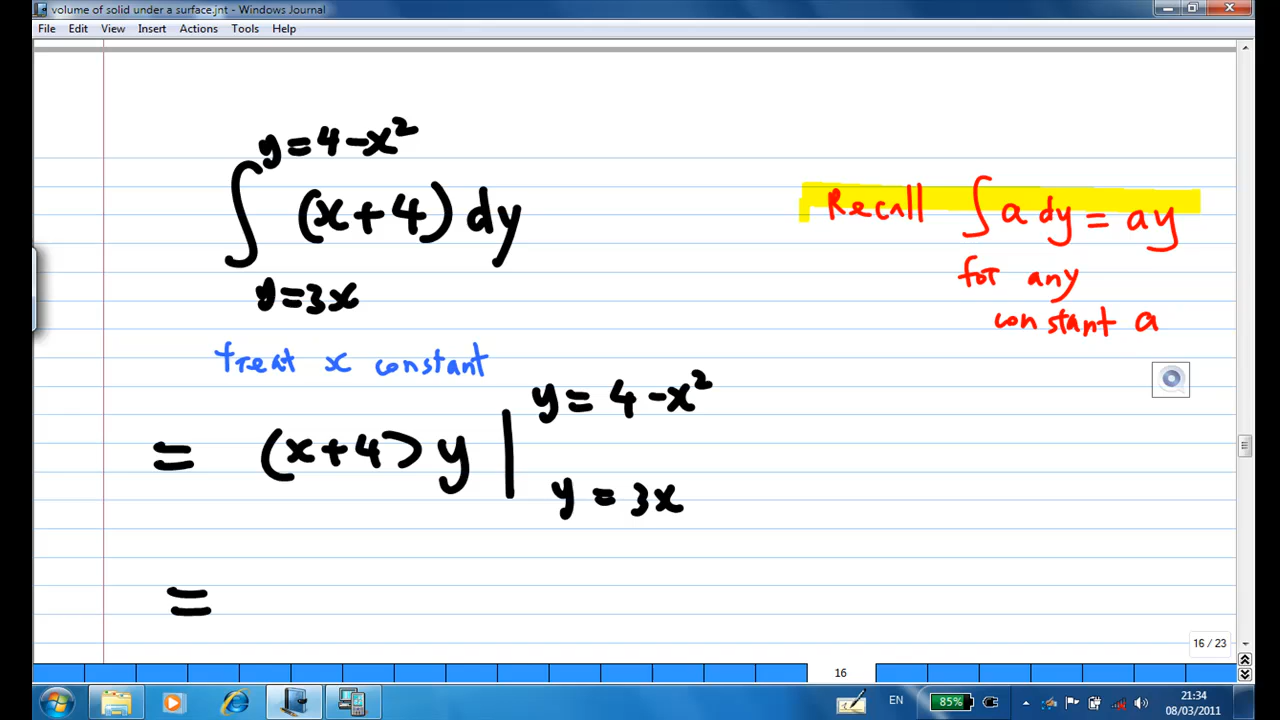 volume of solid under a surface.jnt - Windows Journal
File Edit View Insert Actions Tools Help
y = 4 - x²
∫ (x + 4) dy
y = 3x
Recall ∫ a dy = ay
for any
constant a
treat x constant
y = 4 - x²
= (x + 4) y |
y = 3x
=
16 / 23
16
EN
85%
21:34
08/03/2011